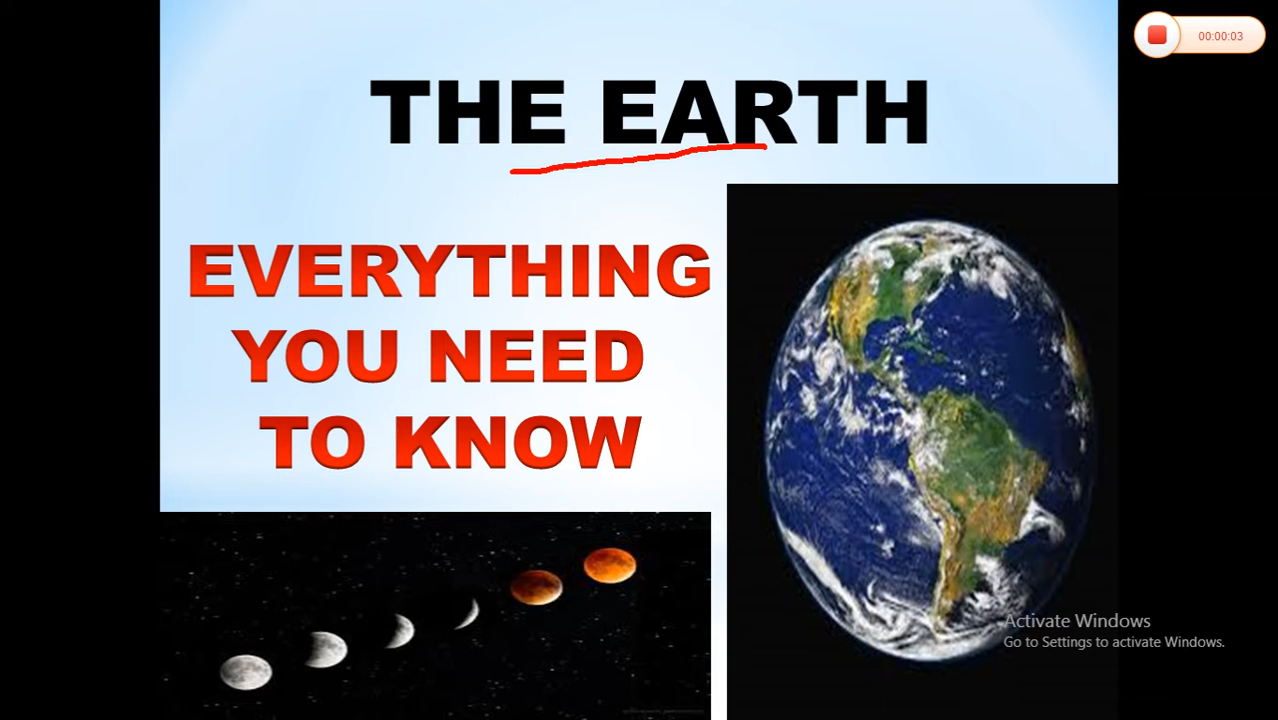 00:00:03
THE EARTH
EVERYTHING
YOU NEED
TO KNOW
Activate Windows
Go to Settings to activate Windows.